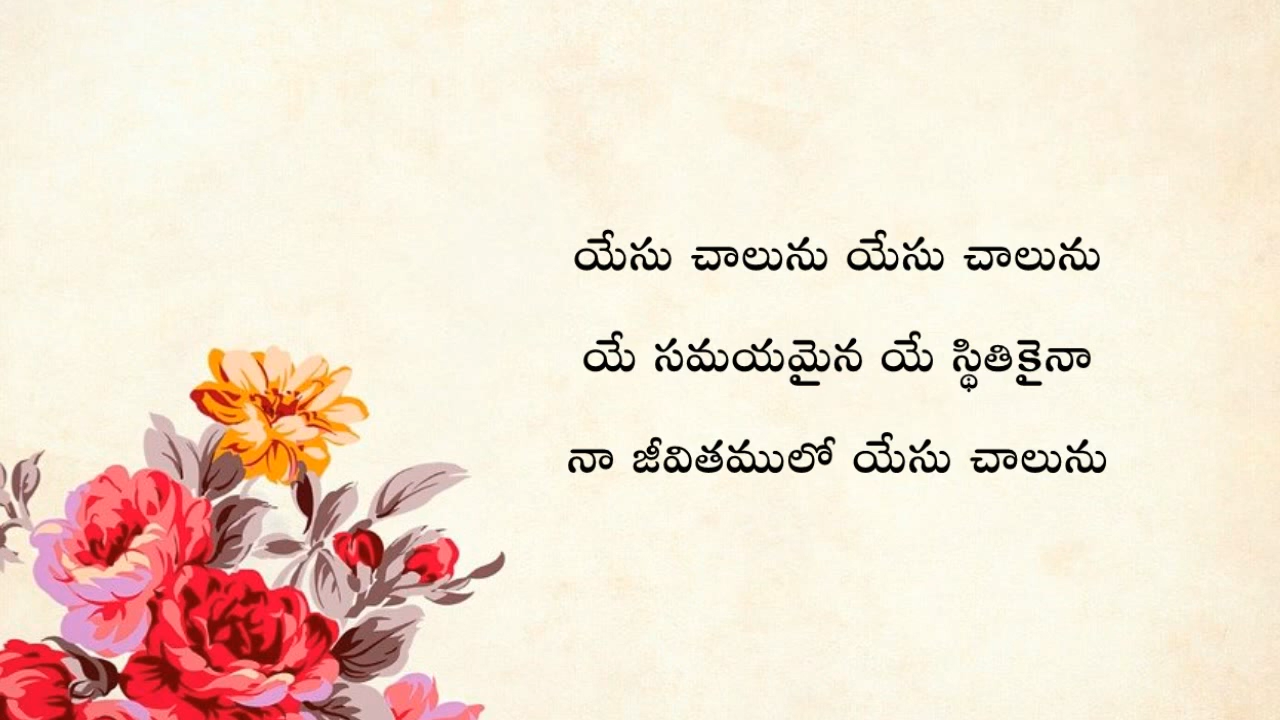 యేసు చాలును యేసు చాలును
యే సమయమైన యే స్థితికైనా
నా జీవితములో యేసు చాలును